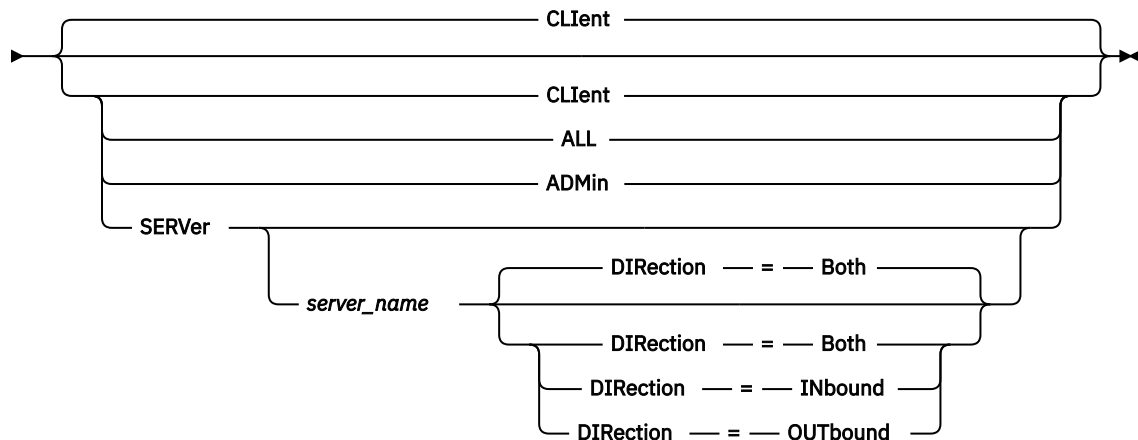 CLIent
CLIent
ALL
ADMin
SERVer
DIRection = Both
server_name
DIRection = Both
DIRection = INbound
DIRection = OUTbound